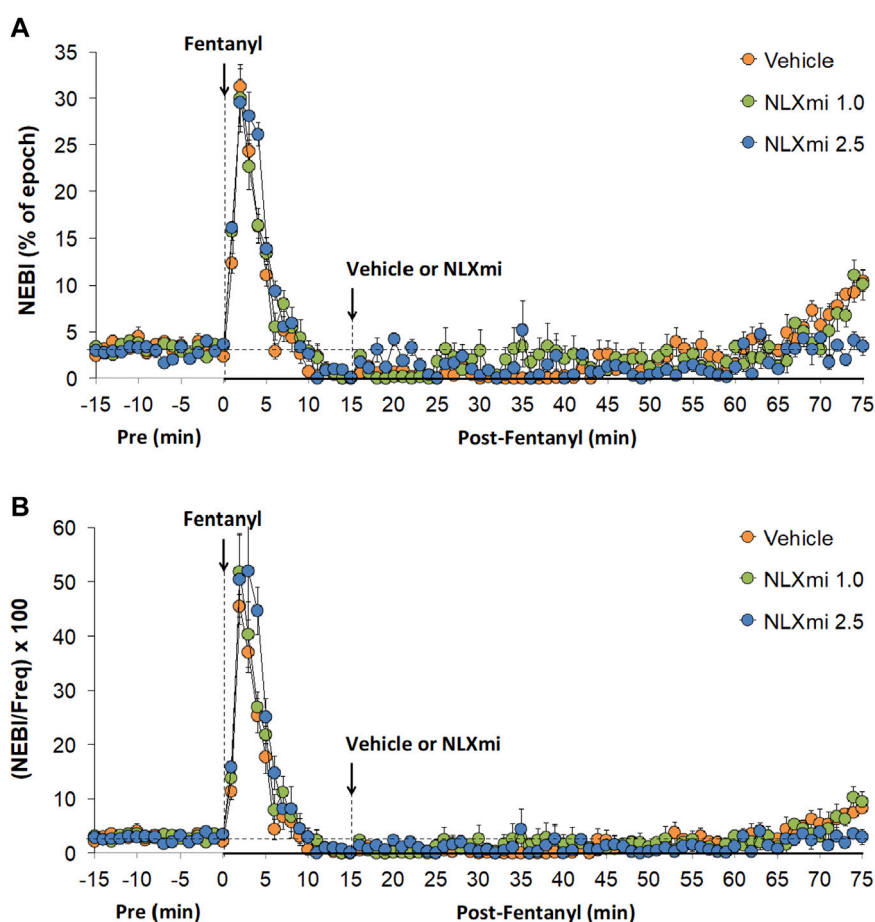 A
Fentanyl
Vehicle
NLXmi 1.0
NLXmi 2.5
NEBI (% of epoch)
35
30
25
20
15
10
5
0
Vehicle or NLXmi
-15 -10 -5 0 5 10 15 20 25 30 35 40 45 50 55 60 65 70 75
Pre (min) Post-Fentanyl (min)
B
Fentanyl
Vehicle
NLXmi 1.0
NLXmi 2.5
(NEBI/Freq) x 100
60
50
40
30
20
10
0
Vehicle or NLXmi
-15 -10 -5 0 5 10 15 20 25 30 35 40 45 50 55 60 65 70 75
Pre (min) Post-Fentanyl (min)